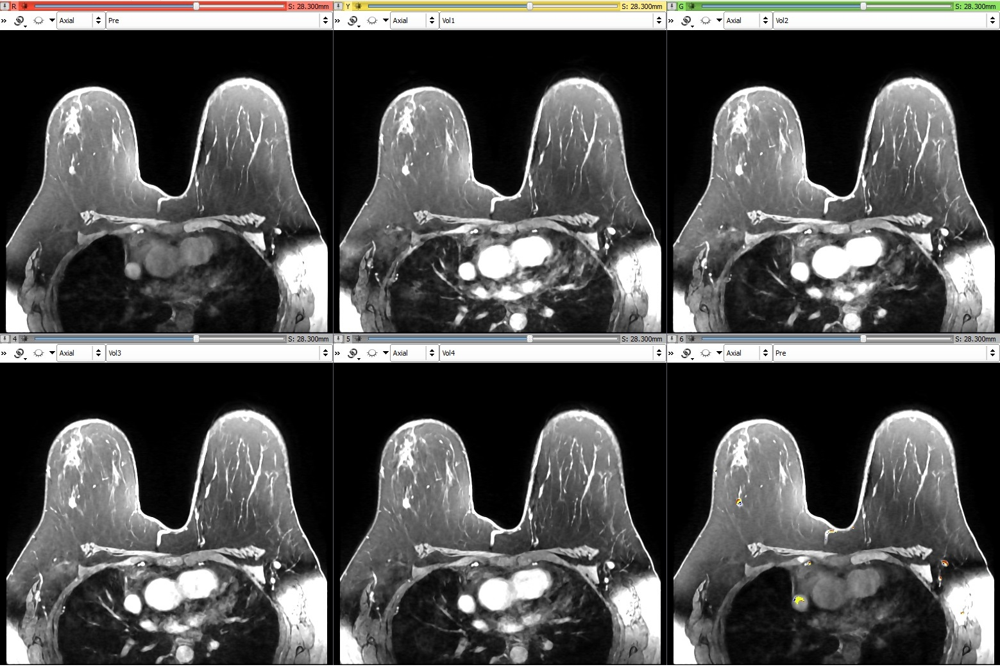 R S: 28.300mm
Axial Pre
Y S: 28.300mm
Axial Vol1
G S: 28.300mm
Axial Vol2
4 S: 28.300mm
Axial Vol3
5 S: 28.300mm
Axial Vol4
6 S: 28.300mm
Axial Pre